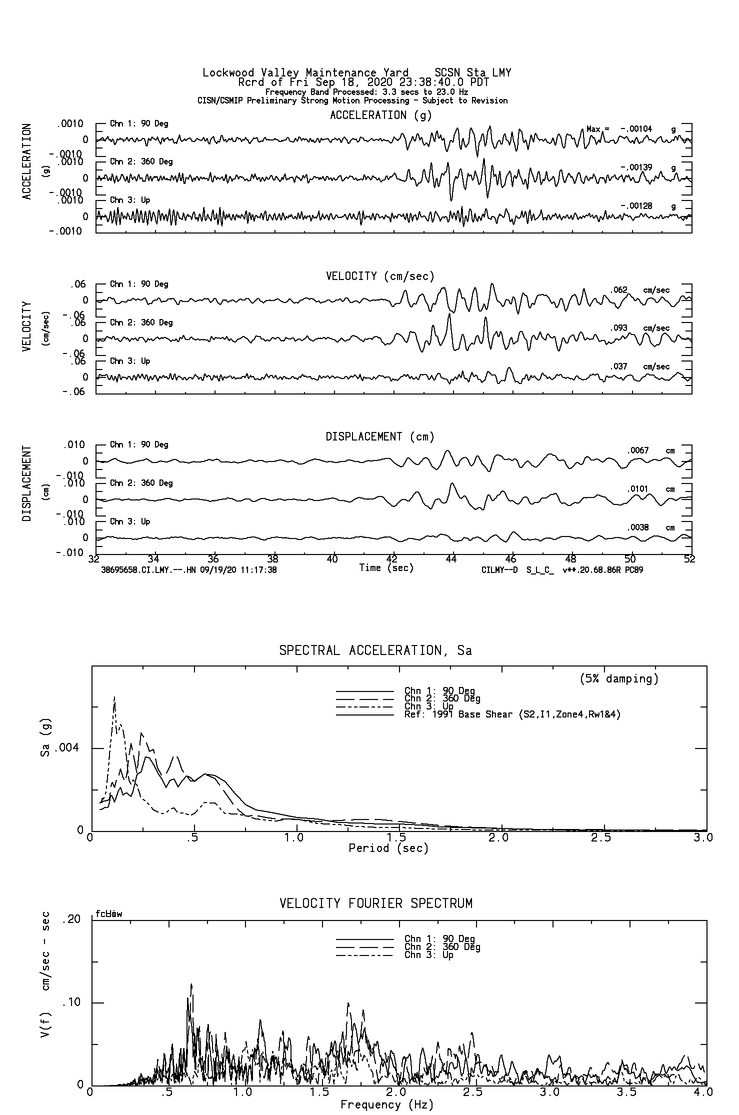 Lockwood Valley Maintenance Yard SCSN Sta LMY
Rcrd of Fri Sep 18, 2020 23:38:40.0 PDT
Frequency Band Processed: 3.3 secs to 23.0 Hz
CISN/CSMIP Preliminary Strong Motion Processing - Subject to Revision
ACCELERATION (g)
ACCELERATION
(g)
.0010
0
-.0010
Chn 1: 90 Deg
Max = -.00104 g
0
-.0010
Chn 2: 360 Deg
-.00139 g
.0010
0
-.0010
Chn 3: Up
-.00128 g
VELOCITY (cm/sec)
VELOCITY
(cm/sec)
.06
0
-.06
Chn 1: 90 Deg
.062 cm/sec
.06
0
-.06
Chn 2: 360 Deg
.093 cm/sec
0
-.06
Chn 3: Up
.037 cm/sec
DISPLACEMENT (cm)
DISPLACEMENT
(cm)
.010
0
-.010
Chn 1: 90 Deg
.0067 cm
.010
0
Chn 2: 360 Deg
.0101 cm
.010
0
-.010
Chn 3: Up
.0038 cm
32 34 36 38 40 42 44 46 48 50 52
38695658.CI.LMY.--.HN 09/19/20 11:17:38 Time (sec) CILMY--D S_L_C_ v**.20.68.86R PC89
SPECTRAL ACCELERATION, Sa
(5% damping)
Chn 1: 90 Deg
Chn 2: 360 Deg
Chn 3: Up
Ref: 1991 Base Shear (S2,I1,Zone4,Rw1&4)
Sa (g)
.004
0
0 .5 1.0 1.5 2.0 2.5 3.0
Period (sec)
VELOCITY FOURIER SPECTRUM
.20
Chn 1: 90 Deg
Chn 2: 360 Deg
Chn 3: Up
V(f) cm/sec - sec
.10
0
0 .5 1.0 1.5 2.0 2.5 3.0 3.5 4.0
Frequency (Hz)